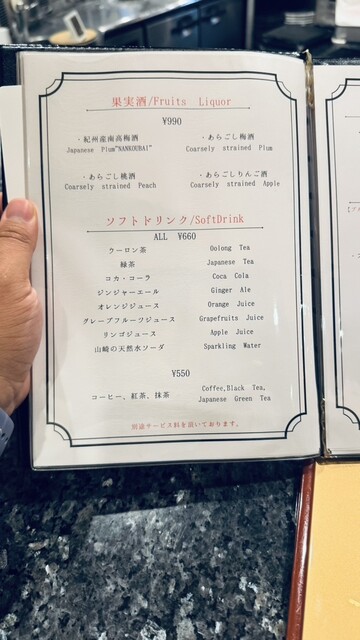 果実酒/Fruits Liquor
¥990
・紀州産南高梅酒
Japanese Plum"NANKOUBAI"
・あらごし梅酒
Coarsely strained Plum
・あらごし桃酒
Coarsely strained Peach
・あらごしりんご酒
Coarsely strained Apple
ソフトドリンク/SoftDrink
ALL ¥660
ウーロン茶 Oolong Tea
緑茶 Japanese Tea
コカ・コーラ Coca Cola
ジンジャーエール Ginger Ale
オレンジジュース Orange Juice
グレープフルーツジュース Grapefruits Juice
リンゴジュース Apple Juice
山崎の天然水ソーダ Sparkling Water
¥550
コーヒー、紅茶、抹茶 Coffee,Black Tea,
Japanese Green Tea
別途サービス料を頂いております。